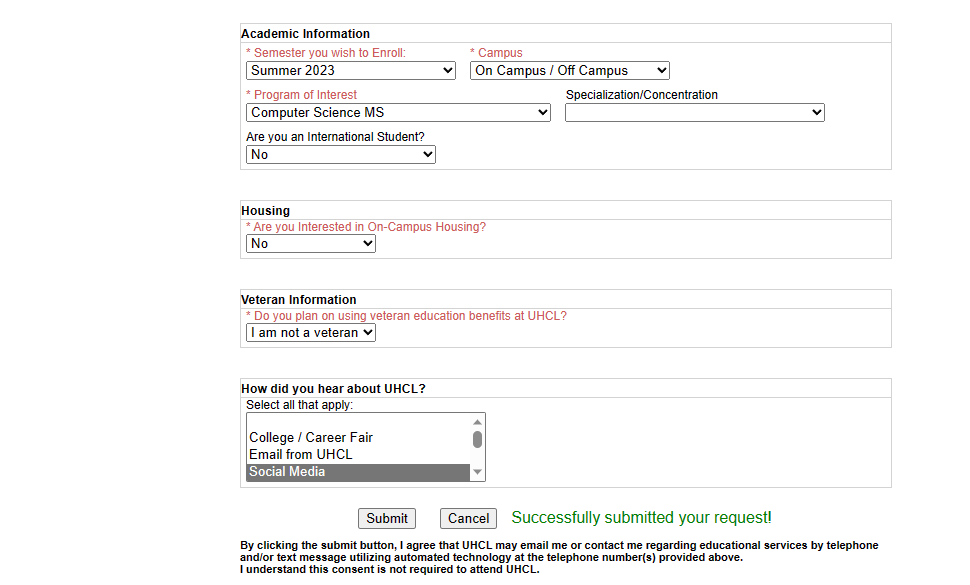 Academic Information
* Semester you wish to Enroll: * Campus
Summer 2023 On Campus / Off Campus
* Program of Interest Specialization/Concentration
Computer Science MS
Are you an International Student?
No
Housing
* Are you Interested in On-Campus Housing?
No
Veteran Information
* Do you plan on using veteran education benefits at UHCL?
I am not a veteran
How did you hear about UHCL?
Select all that apply:
College / Career Fair
Email from UHCL
Social Media
Submit Cancel Successfully submitted your request!
By clicking the submit button, I agree that UHCL may email me or contact me regarding educational services by telephone
and/or text message utilizing automated technology at the telephone number(s) provided above.
I understand this consent is not required to attend UHCL.